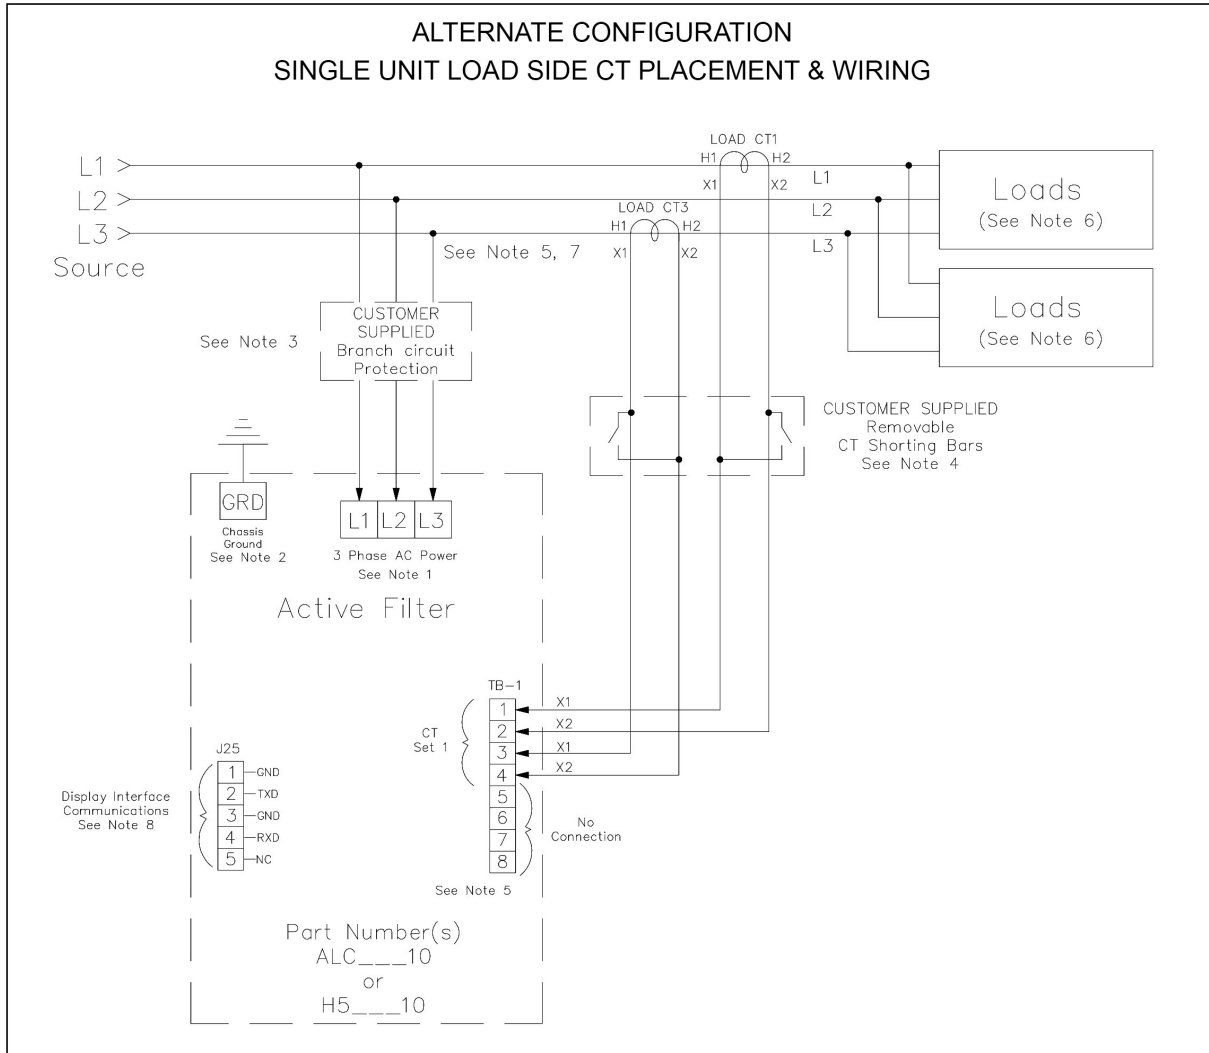 ALTERNATE CONFIGURATION
SINGLE UNIT LOAD SIDE CT PLACEMENT & WIRING
LOAD CT1
H1 H2
L1
X1 X2
L1
L2
LOAD CT3
L2
H1 H2
L3
X1 X2
L3
Source
See Note 5, 7
Loads
(See Note 6)
Loads
(See Note 6)
CUSTOMER
SUPPLIED
Branch circuit
Protection
See Note 3
CUSTOMER SUPPLIED
Removable
CT Shorting Bars
See Note 4
GRD
Chassis
Ground
See Note 2
L1 L2 L3
3 Phase AC Power
See Note 1
Active Filter
TB-1
1 X1
2 X2
3 X1
4 X2
5
6
7
8
CT
Set 1
No
Connection
See Note 5
J25
1 GND
2 TXD
3 GND
4 RXD
5 NC
Display Interface
Communications
See Note 8
Part Number(s)
ALC___10
or
H5___10